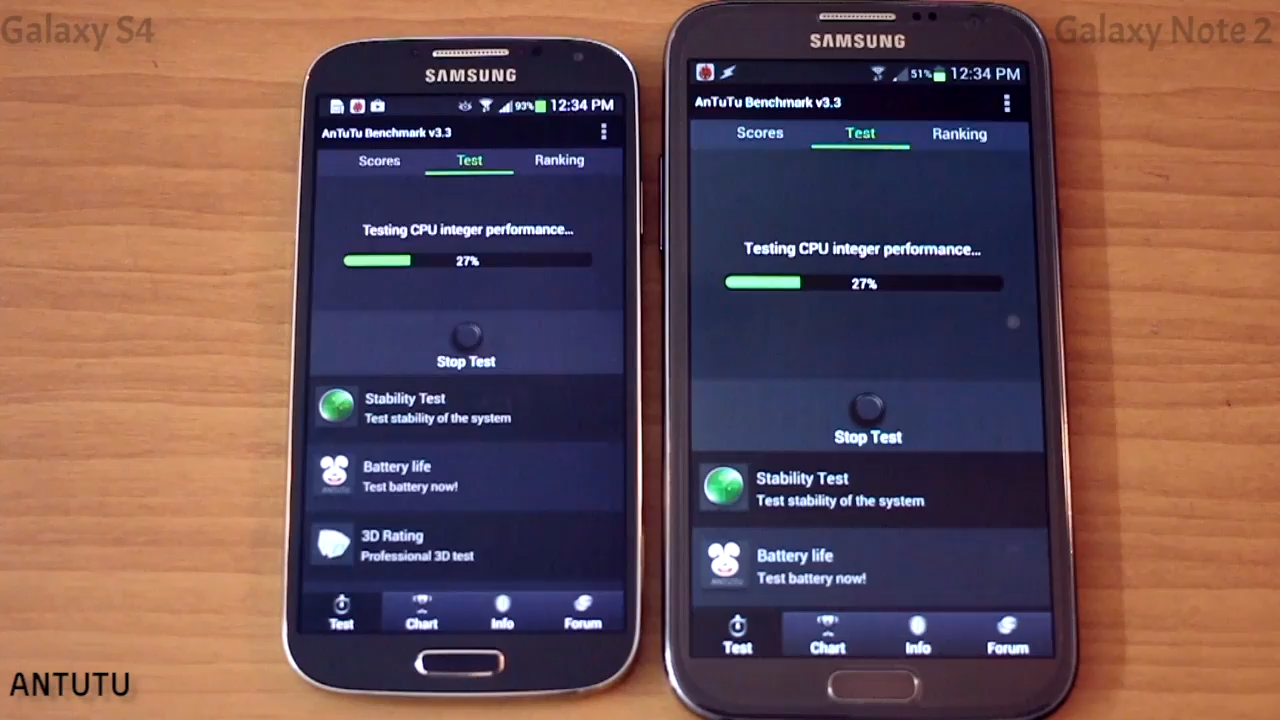 Galaxy S4
Galaxy Note 2
SAMSUNG
93% 12:34 PM
AnTuTu Benchmark v3.3
Scores Test Ranking
Testing CPU integer performance...
27%
Stop Test
Stability Test
Test stability of the system
Battery life
Test battery now!
3D Rating
Professional 3D test
Test Chart Info Forum
SAMSUNG
51% 12:34 PM
AnTuTu Benchmark v3.3
Scores Test Ranking
Testing CPU integer performance...
27%
Stop Test
Stability Test
Test stability of the system
Battery life
ANTUTU
Test battery now!
Test Chart Info Forum
ANTUTU